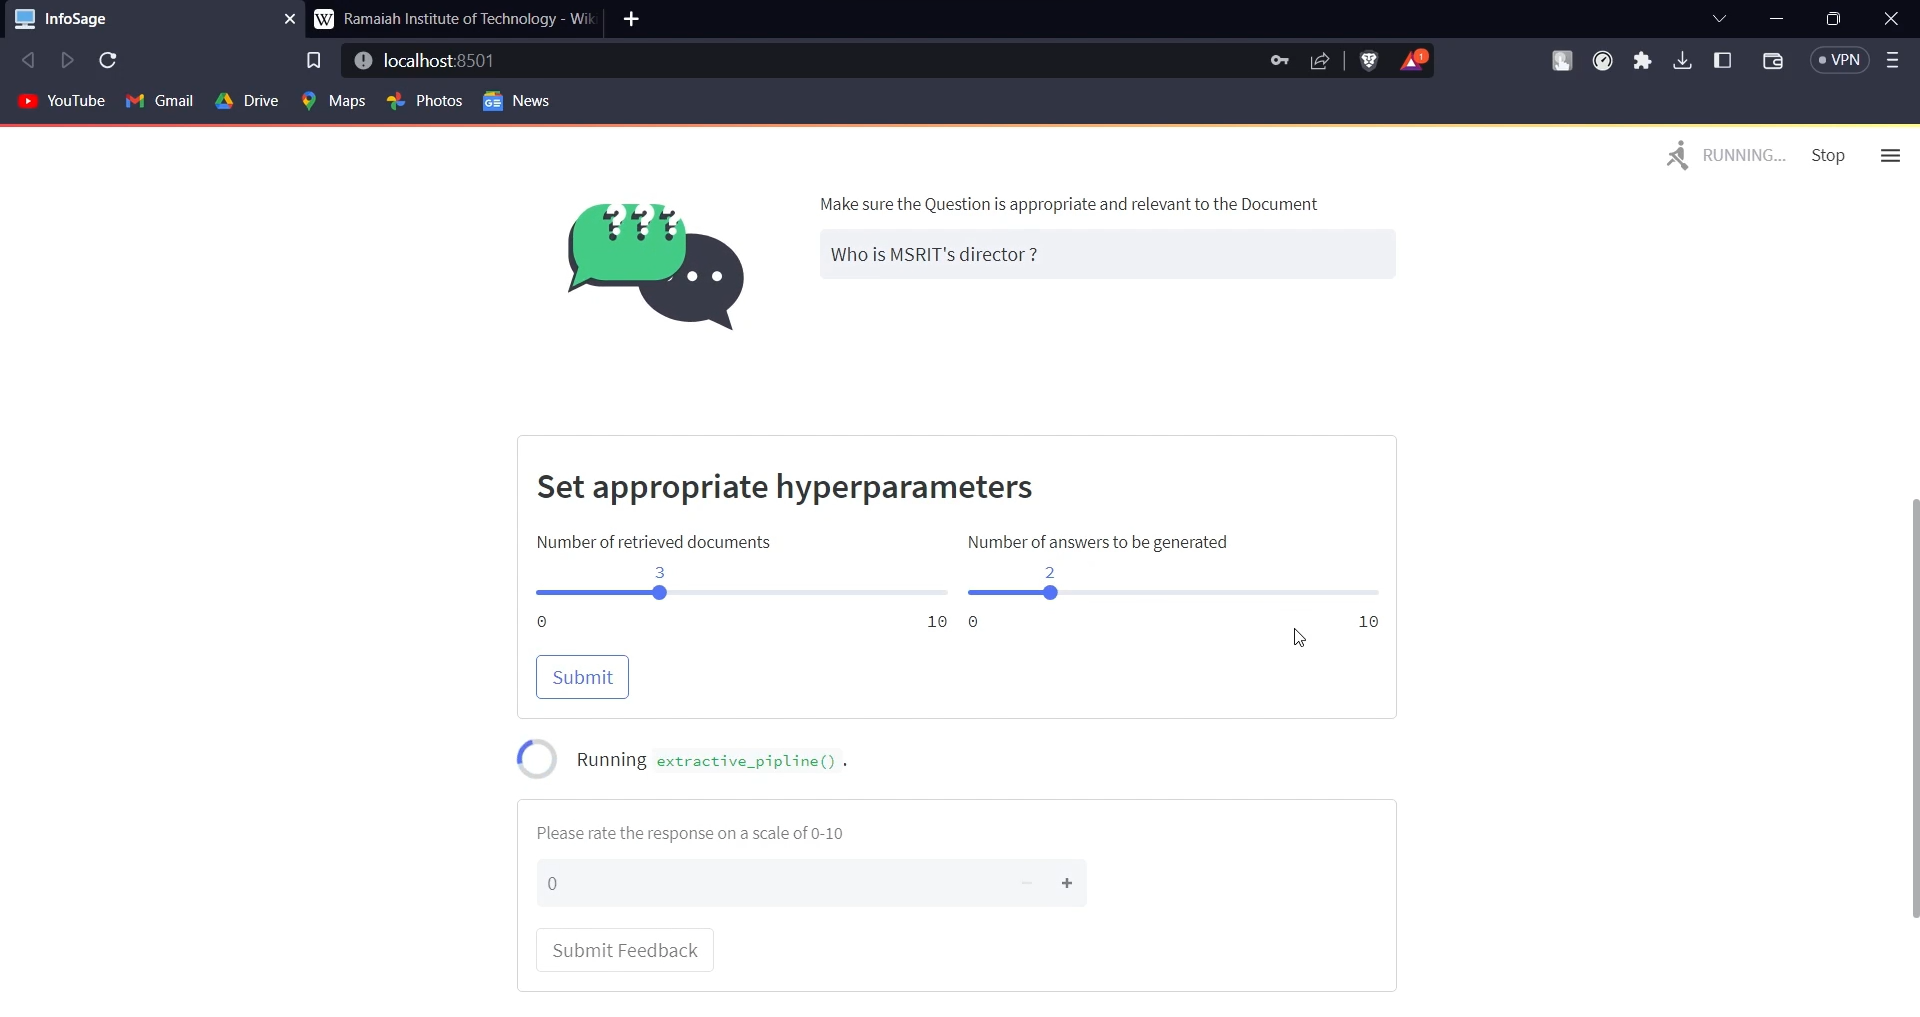 InfoSage
W Ramaiah Institute of Technology - Wiki
localhost:8501
1
VPN
YouTube Gmail Drive Maps Photos News
RUNNING... Stop
Make sure the Question is appropriate and relevant to the Document
???
Who is MSRIT's director ?
Set appropriate hyperparameters
Number of retrieved documents Number of answers to be generated
3 2
0 10 0 10
Submit
Running extractive_pipline() .
Please rate the response on a scale of 0-10
0 − +
Submit Feedback